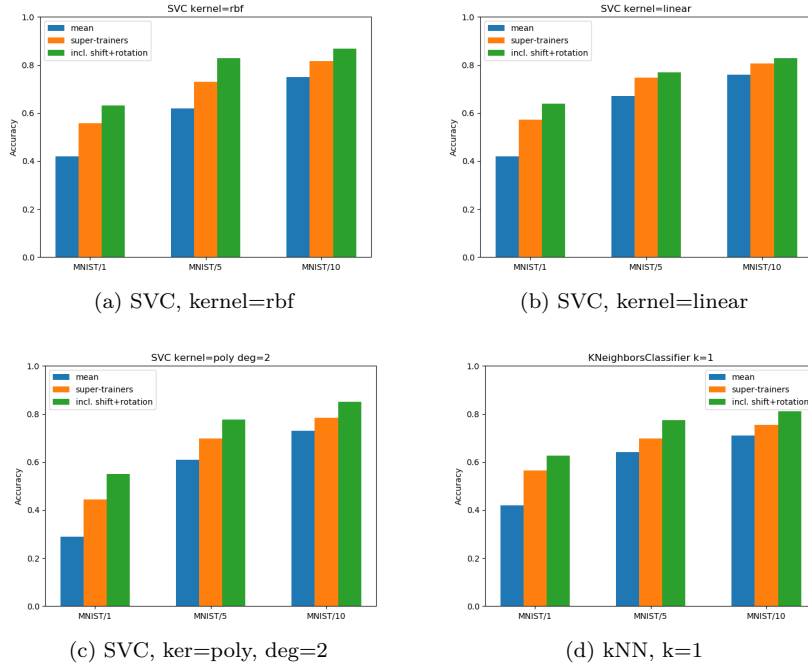 SVC kernel=rbf
mean
super-trainers
incl. shift+rotation
Accuracy
1.0
0.8
0.6
0.4
0.2
0.0
MNIST/1 MNIST/5 MNIST/10
(a) SVC, kernel=rbf
SVC kernel=linear
mean
super-trainers
incl. shift+rotation
Accuracy
1.0
0.8
0.6
0.4
0.2
0.0
MNIST/1 MNIST/5 MNIST/10
(b) SVC, kernel=linear
SVC kernel=poly deg=2
mean
super-trainers
incl. shift+rotation
Accuracy
1.0
0.8
0.6
0.4
0.2
0.0
MNIST/1 MNIST/5 MNIST/10
(c) SVC, ker=poly, deg=2
KNeighborsClassifier k=1
mean
super-trainers
incl. shift+rotation
Accuracy
1.0
0.8
0.6
0.4
0.2
0.0
MNIST/1 MNIST/5 MNIST/10
(d) kNN, k=1